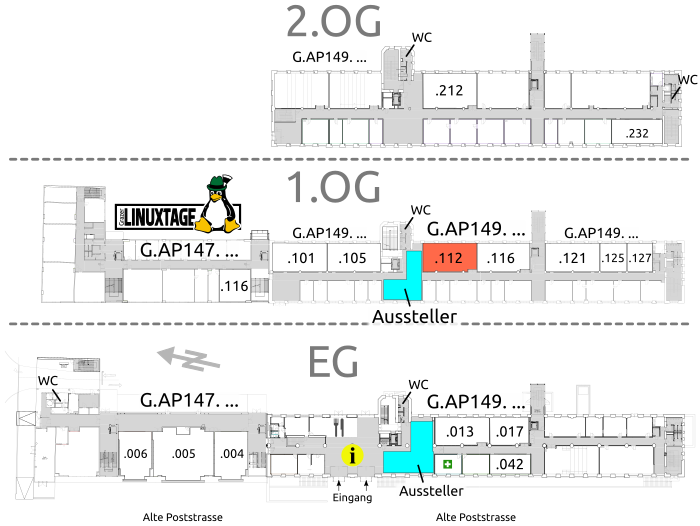 2.OG
WC
G.AP149. ...
WC
.212
.232
1.OG
Grazer
LINUXTAGE
WC
G.AP149. ...
G.AP149. ...
G.AP149. ...
G.AP147. ...
.101
.105
.112
.116
.121
.125
.127
.116
Aussteller
EG
WC
WC
G.AP147. ...
G.AP149. ...
.013
.017
.006
.005
.004
i
.042
Eingang
Aussteller
Alte Poststrasse
Alte Poststrasse